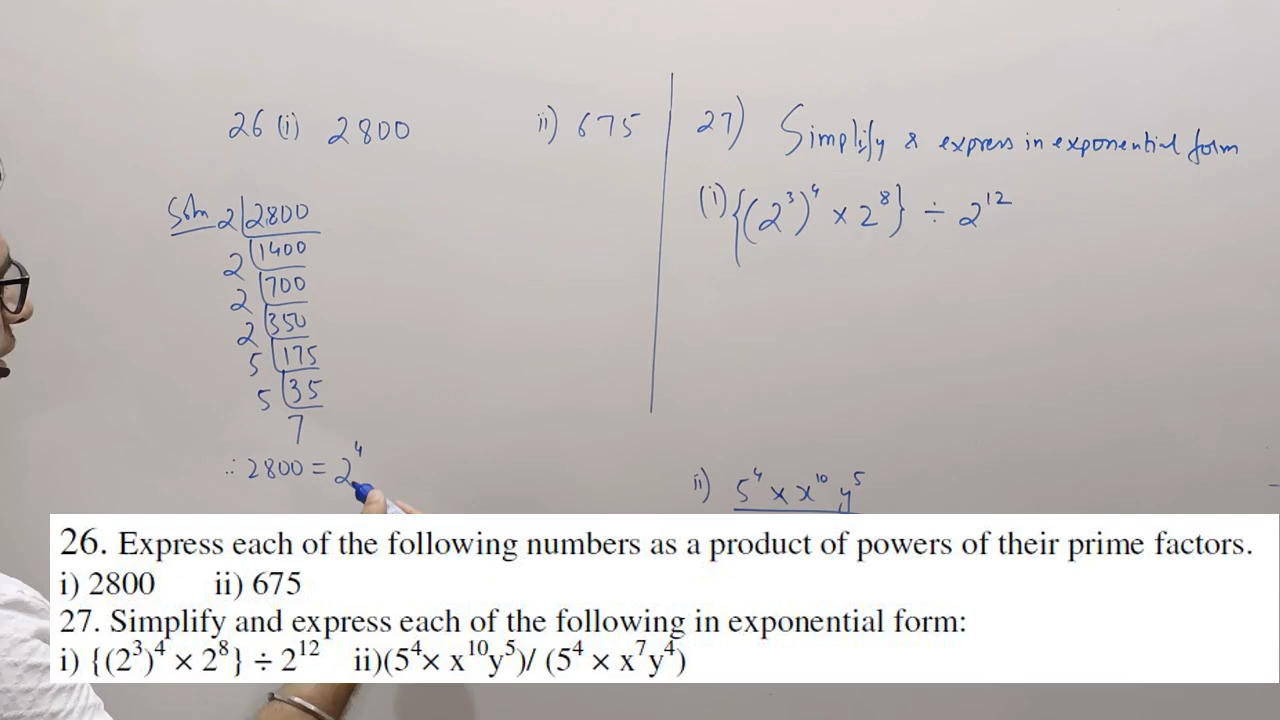 26 (i) 2800
Soln 2 | 2800
2 | 1400
2 | 700
2 | 350
5 | 175
5 | 35
7
∴ 2800 = 2⁴
ii) 675
27) Simplify & express in exponential form
(i) {(2³)⁴ × 2⁸} ÷ 2¹²
ii) 5⁴ × x¹⁰ y⁵
26. Express each of the following numbers as a product of powers of their prime factors.
i) 2800 ii) 675
27. Simplify and express each of the following in exponential form:
i) {(2³)⁴ × 2⁸} ÷ 2¹² ii)(5⁴× x¹⁰y⁵)/ (5⁴ × x⁷y⁴)